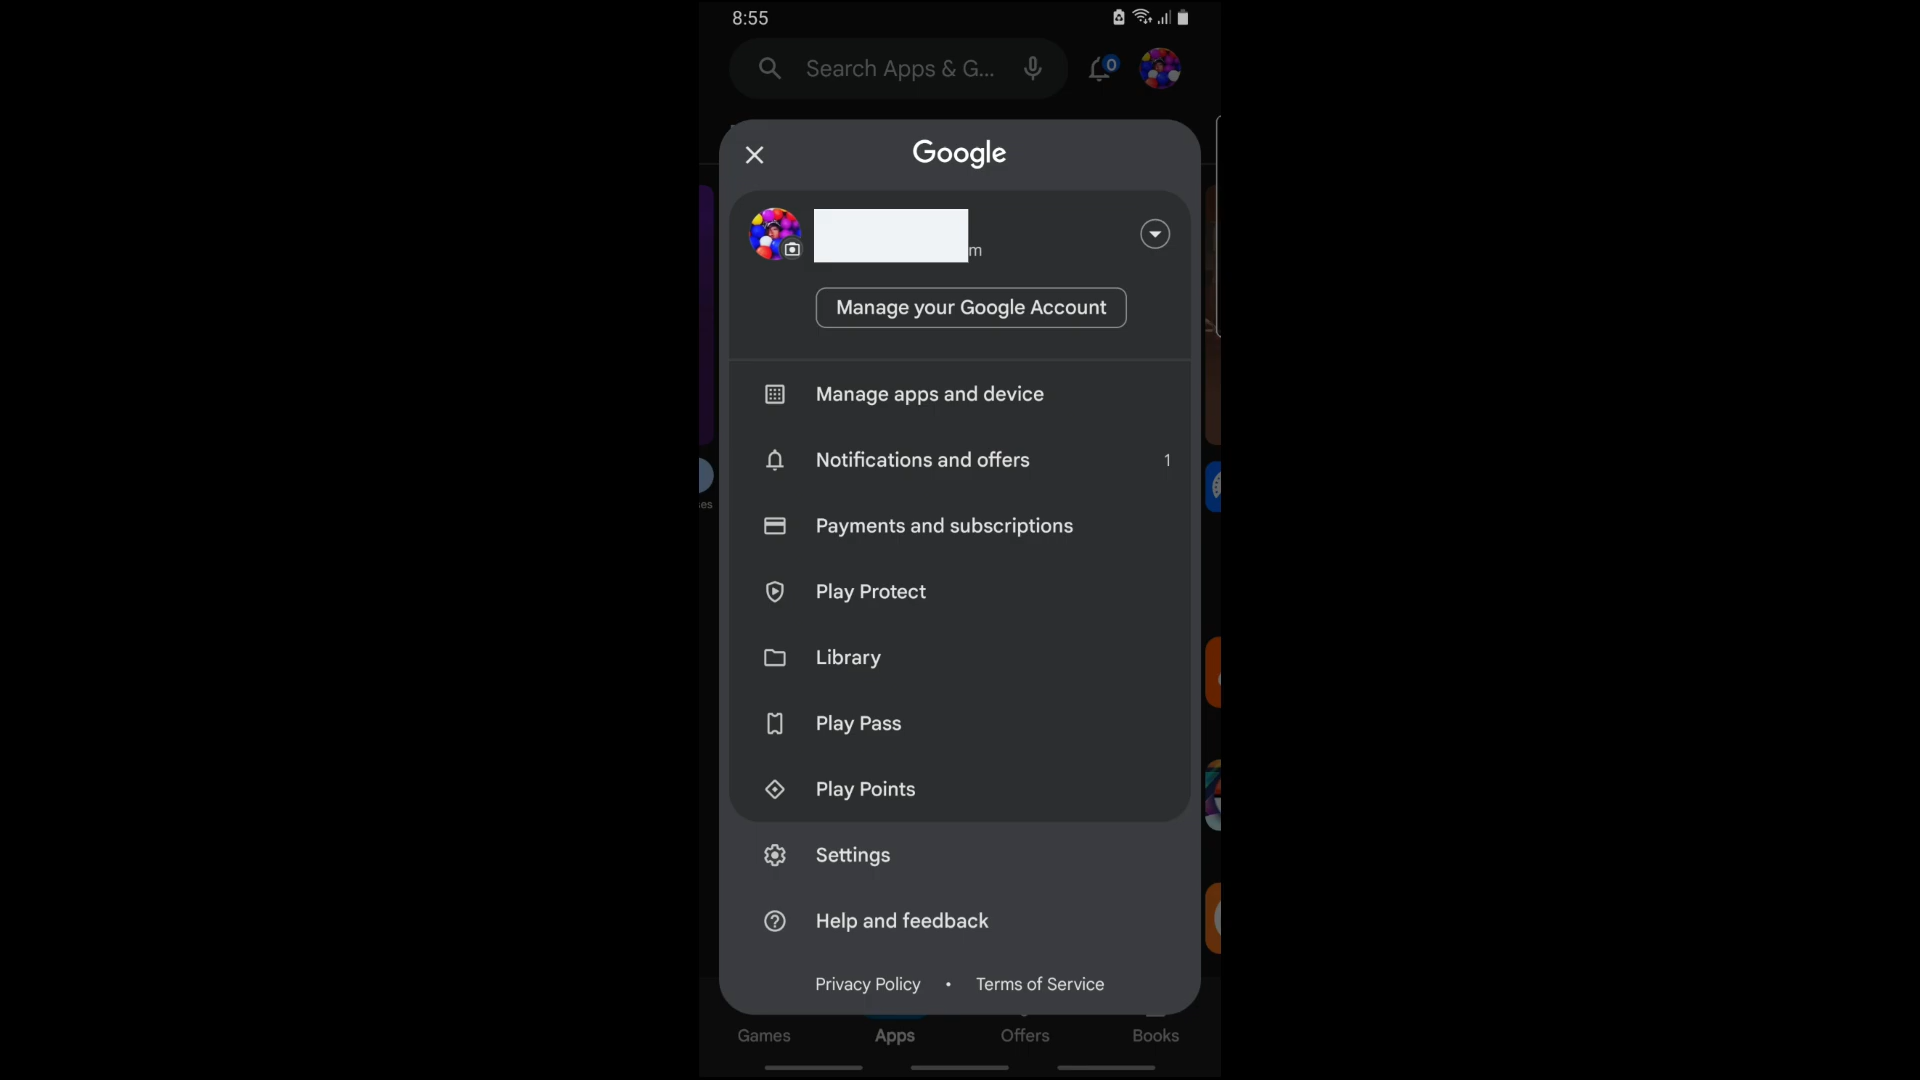 8:55
Search Apps & G...
0
Google
m
Manage your Google Account
Manage apps and device
Notifications and offers 1
Payments and subscriptions
Play Protect
Library
Play Pass
Play Points
Settings
Help and feedback
Privacy Policy • Terms of Service
Games Apps Offers Books